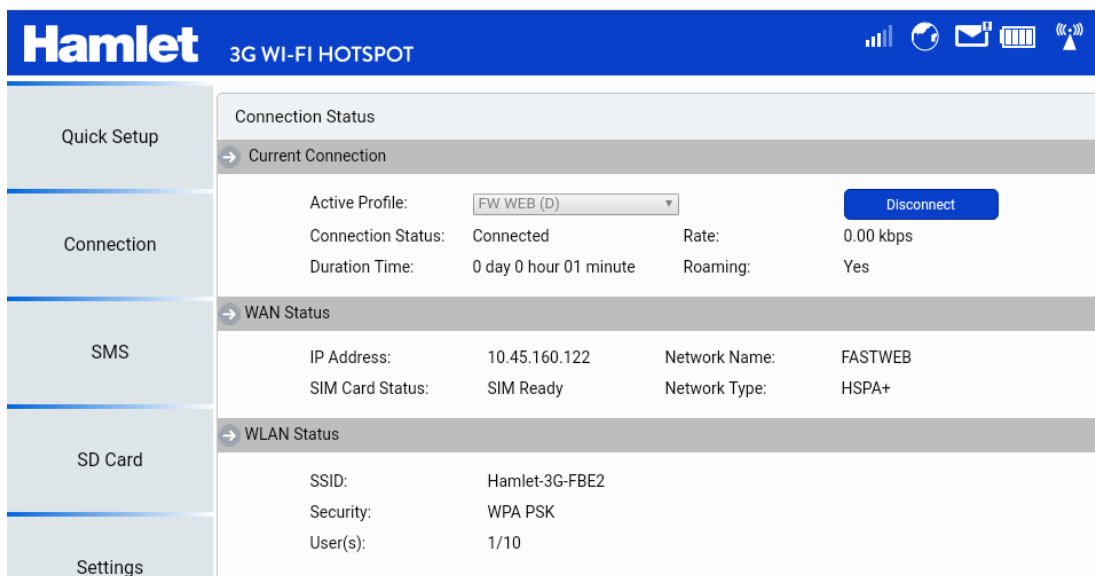 Hamlet 3G WI-FI HOTSPOT
Quick Setup
Connection
SMS
SD Card
Settings
Connection Status
Current Connection
Active Profile: FW WEB (D) Disconnect
Connection Status: Connected Rate: 0.00 kbps
Duration Time: 0 day 0 hour 01 minute Roaming: Yes
WAN Status
IP Address: 10.45.160.122 Network Name: FASTWEB
SIM Card Status: SIM Ready Network Type: HSPA+
WLAN Status
SSID: Hamlet-3G-FBE2
Security: WPA PSK
User(s): 1/10